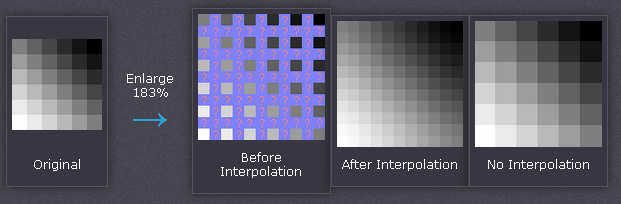 Enlarge
183%
Original
Before
Interpolation
After Interpolation
No Interpolation